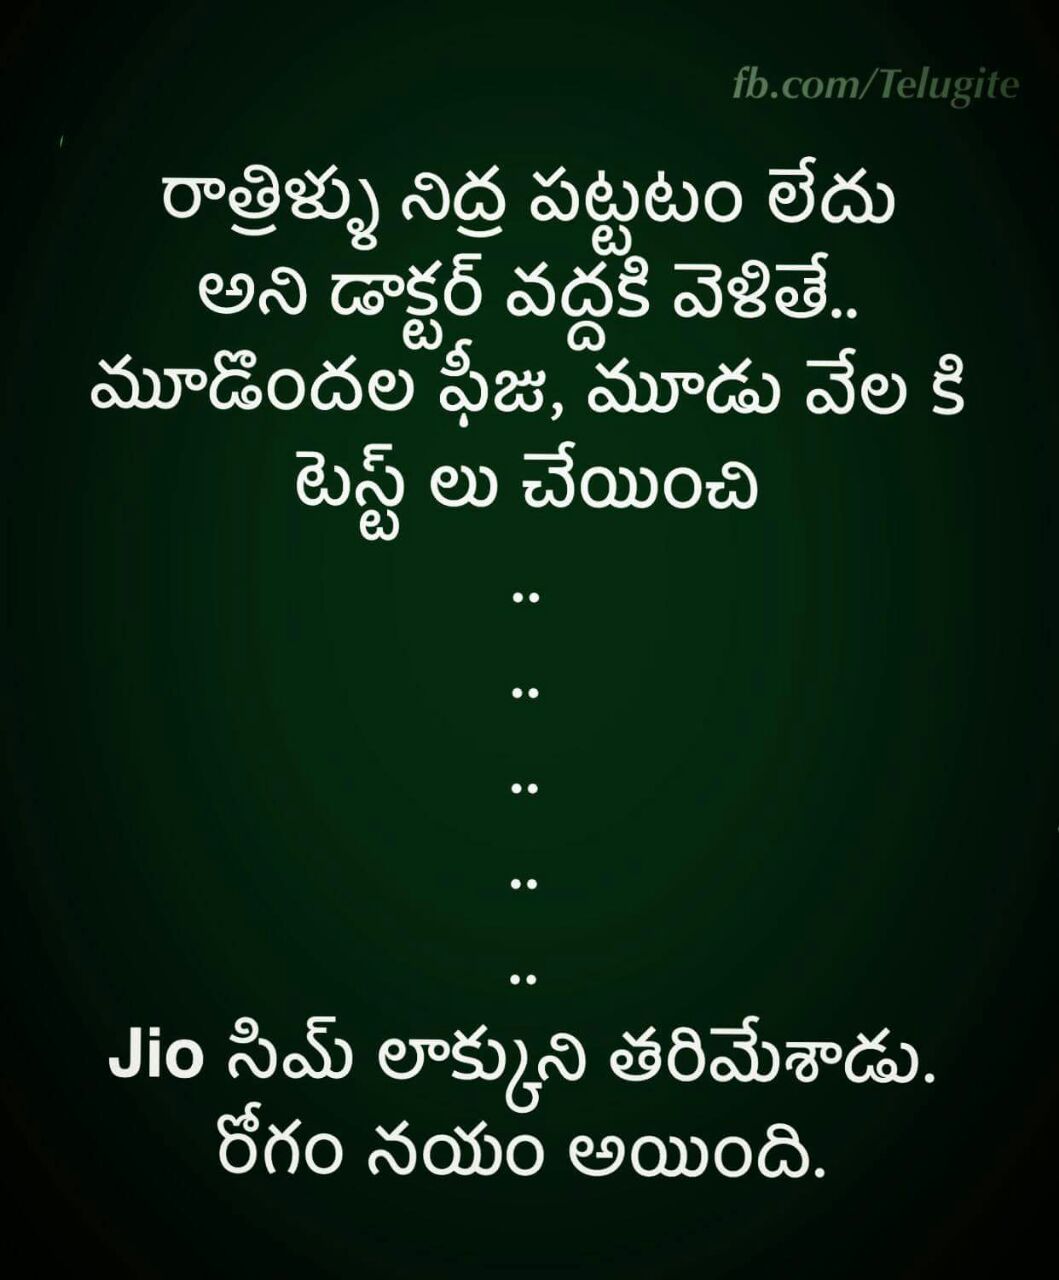 fb.com/Telugite
రాత్రిళ్ళు నిద్ర పట్టటం లేదు
అని డాక్టర్ వద్దకి వెళితే..
మూడొందల ఫీజు, మూడు వేల కి
టెస్ట్ లు చేయించి
..
..
..
..
..
Jio సిమ్ లాక్కుని తరిమేశాడు.
రోగం నయం అయింది.